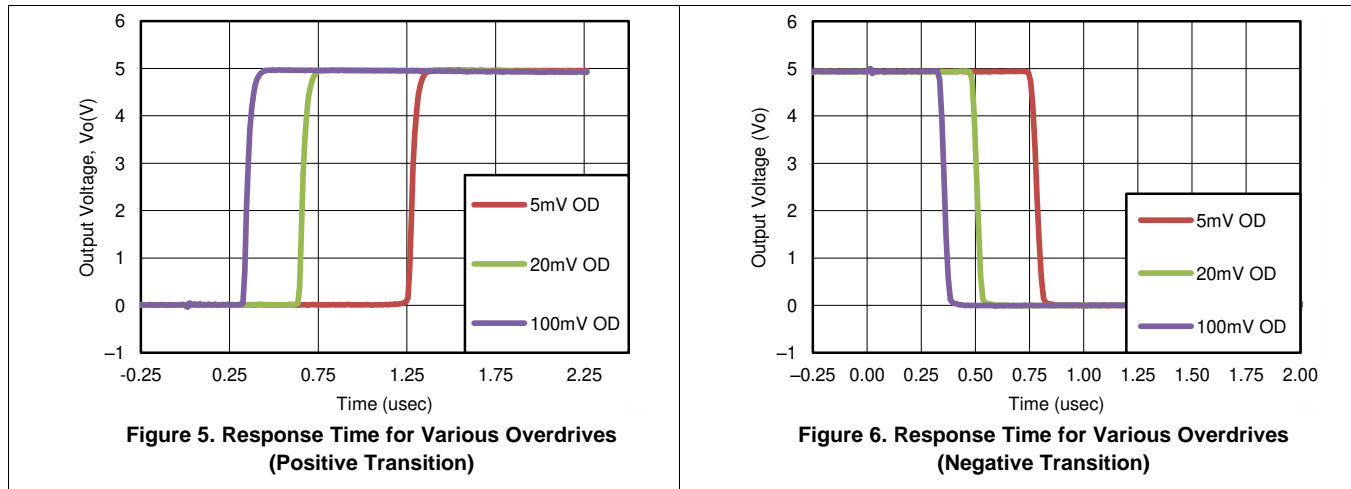 6
5
4
3
2
1
0
–1
Output Voltage, Vo(V)
5mV OD
20mV OD
100mV OD
-0.25 0.25 0.75 1.25 1.75 2.25
Time (usec)
Figure 5. Response Time for Various Overdrives
(Positive Transition)
6
5
4
3
2
1
0
–1
Output Voltage (Vo)
5mV OD
20mV OD
100mV OD
–0.25 0.00 0.25 0.50 0.75 1.00 1.25 1.50 1.75 2.00
Time (usec)
Figure 6. Response Time for Various Overdrives
(Negative Transition)